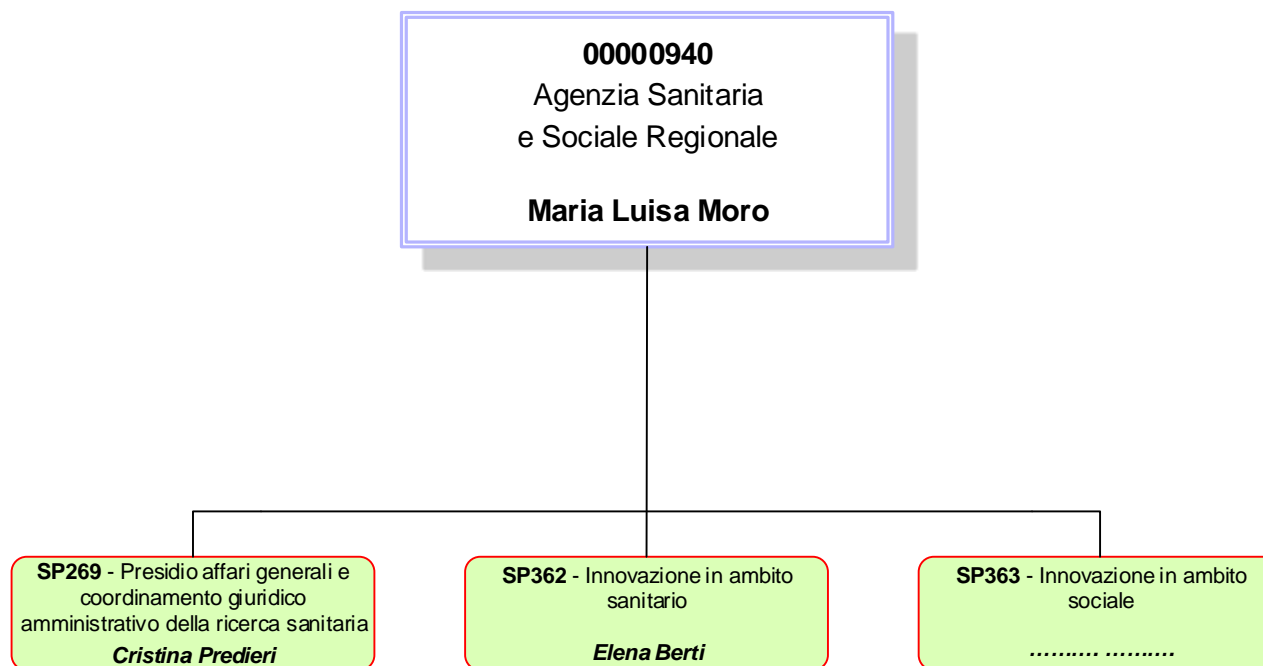 00000940
Agenzia Sanitaria
e Sociale Regionale
Maria Luisa Moro
SP269 - Presidio affari generali e
coordinamento giuridico
amministrativo della ricerca sanitaria
Cristina Predieri
SP362 - Innovazione in ambito
sanitario
Elena Berti
SP363 - Innovazione in ambito
sociale
………. ……….